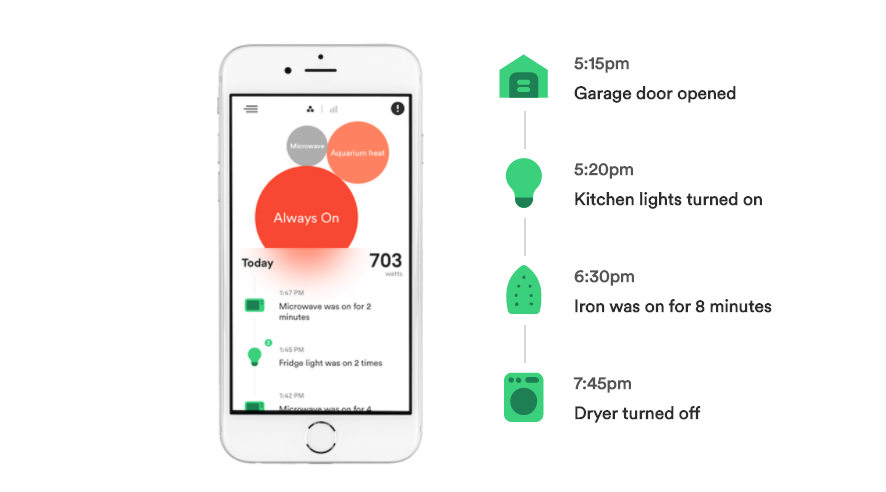 Microwave
Aquarium heat
Always On
Today
703
watts
1:47 PM
Microwave was on for 2
minutes
2
1:45 PM
Fridge light was on 2 times
1:42 PM
Microwave was on for 4
5:15pm
Garage door opened
5:20pm
Kitchen lights turned on
6:30pm
Iron was on for 8 minutes
7:45pm
Dryer turned off